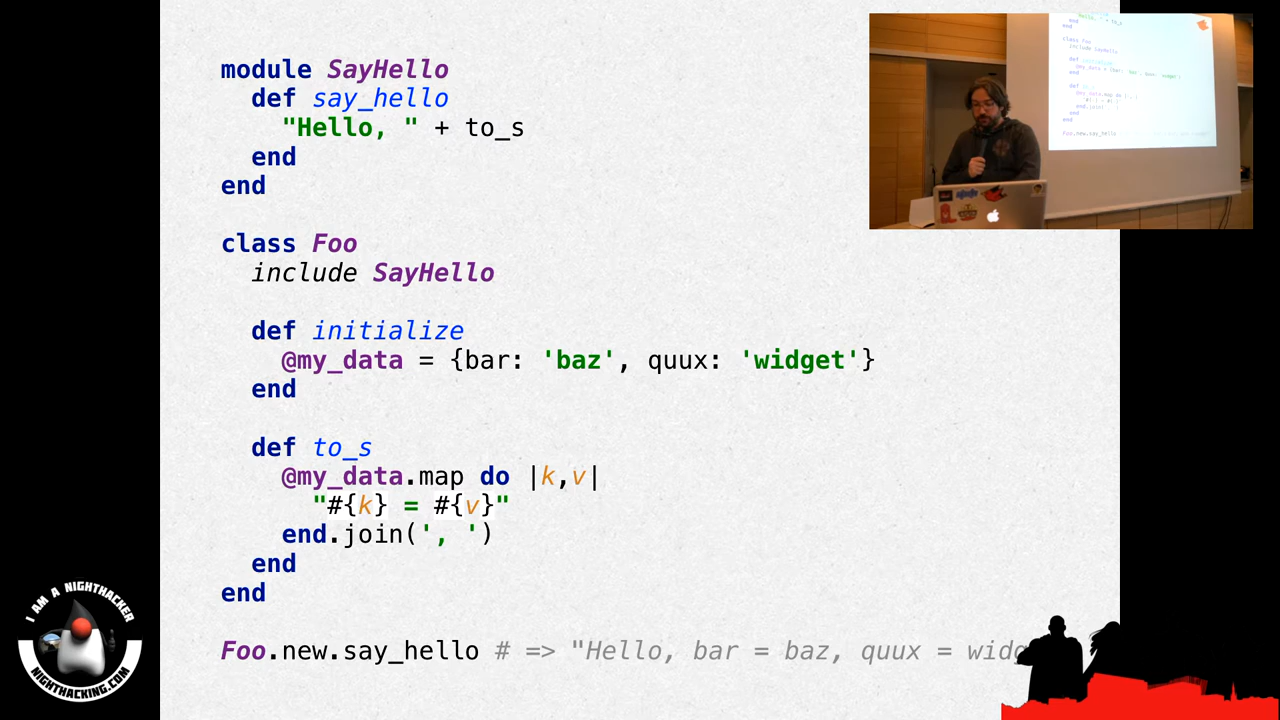 module SayHello
  def say_hello
    "Hello, " + to_s
  end
end

class Foo
  include SayHello

  def initialize
    @my_data = {bar: 'baz', quux: 'widget'}
  end

  def to_s
    @my_data.map do |k,v|
      "#{k} = #{v}"
    end.join(', ')
  end
end

Foo.new.say_hello # => "Hello, bar = baz, quux = widg
I AM A NIGHTHACKER
NIGHTHACKING.COM